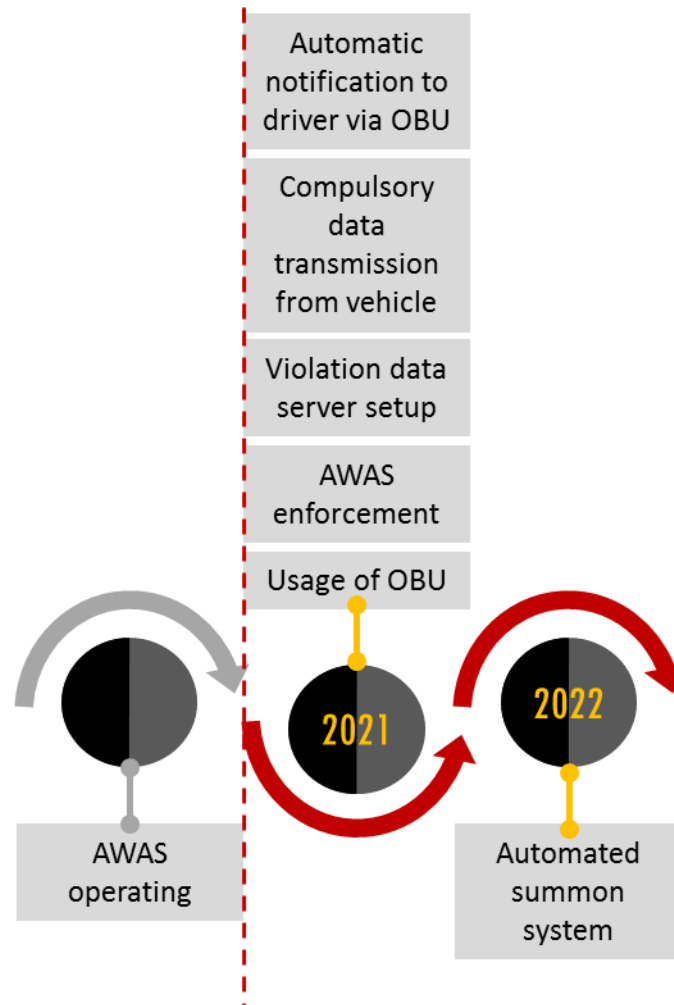 Automatic
notification to
driver via OBU
Compulsory
data
transmission
from vehicle
Violation data
server setup
AWAS
enforcement
Usage of OBU
2021
2022
AWAS
operating
Automated
summon
system